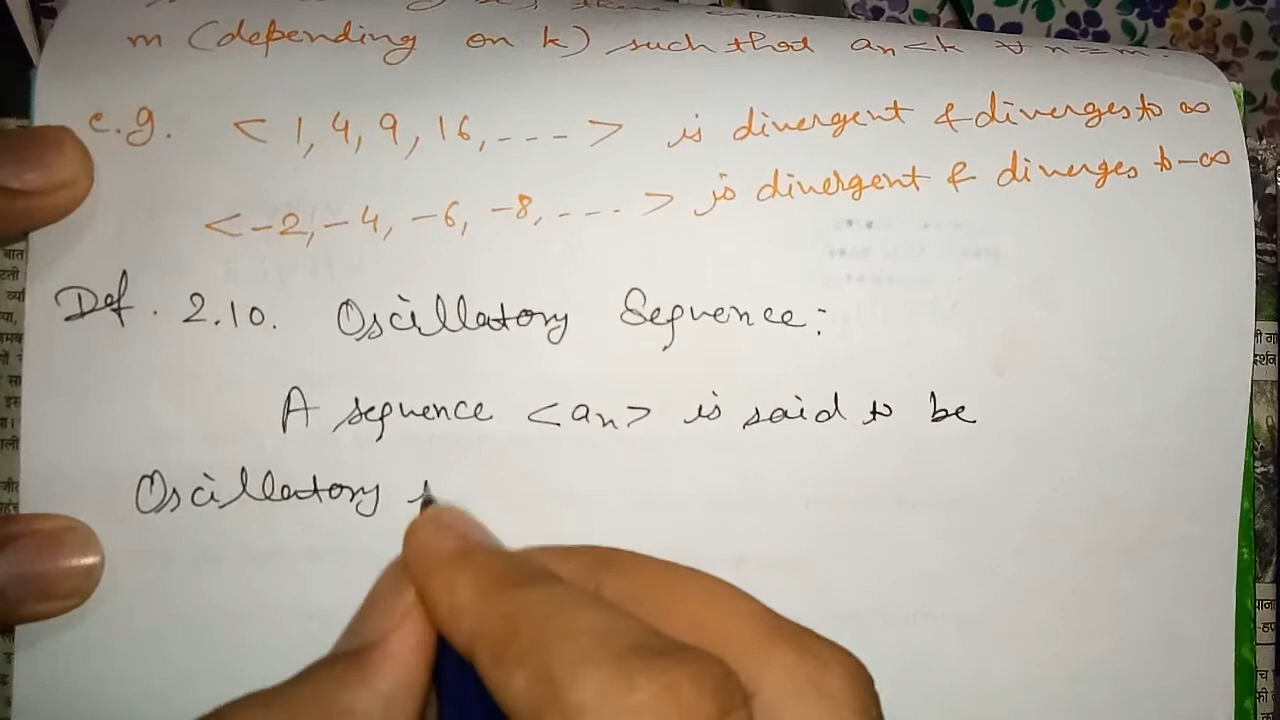 m (depending on k) such that an < k ∀ n ≥ m.
e.g. < 1, 4, 9, 16, ---- > is divergent & diverges to ∞
< -2, -4, -6, -8, ---- > is divergent & diverges to -∞
Def. 2.10. Oscillatory Sequence:
A sequence <an> is said to be
Oscillatory